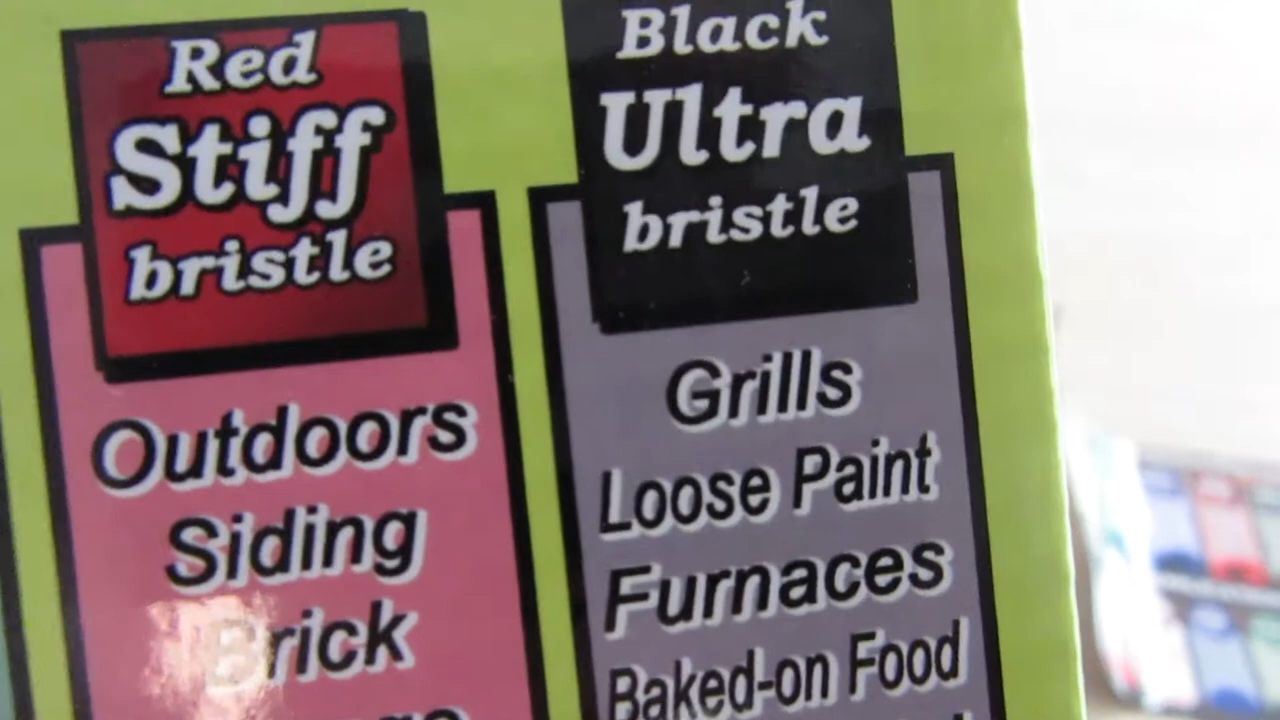 Red
Stiff
bristle
Outdoors
Siding
Brick
Black
Ultra
bristle
Grills
Loose Paint
Furnaces
Baked-on Food